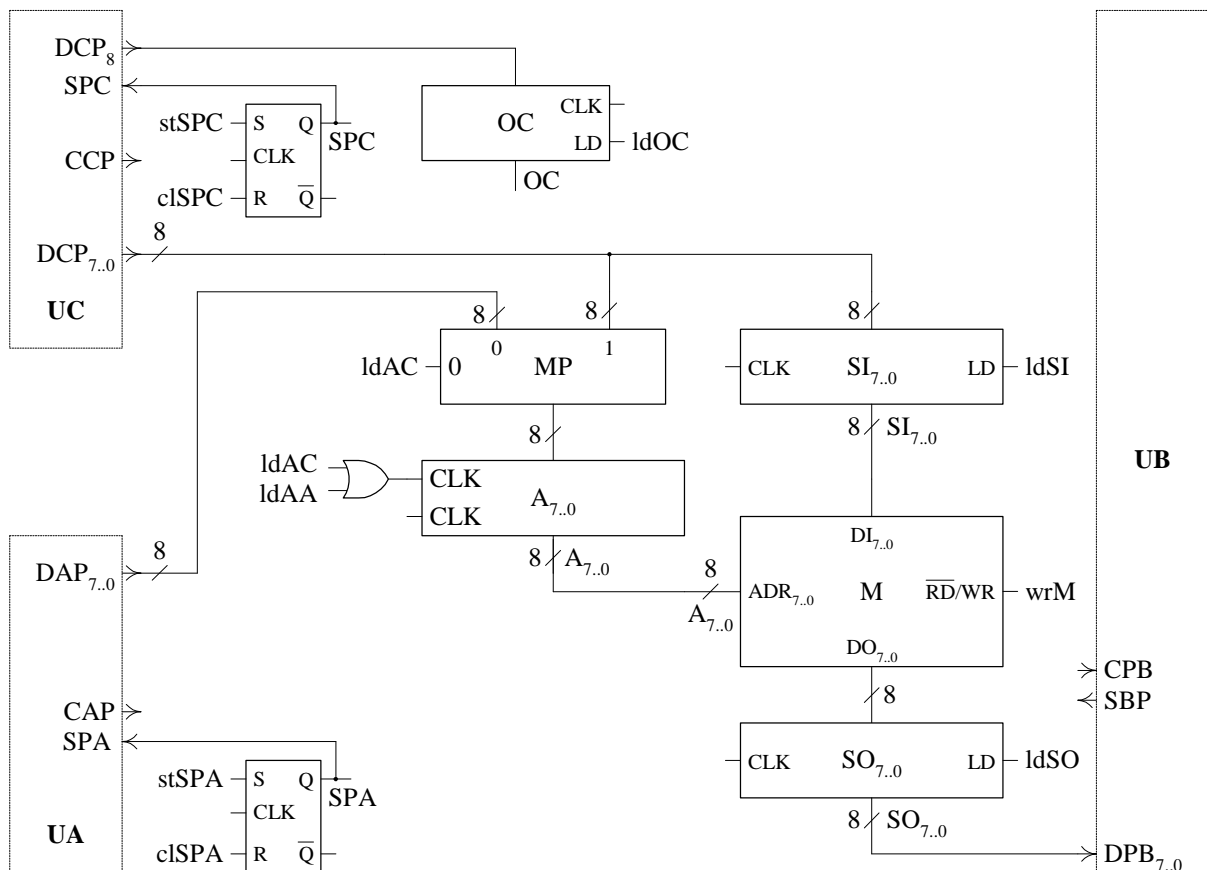 DCP8
SPC
CCP
DCP7..0
UC
8
stSPC
S
Q
SPC
CLK
clSPC
R
Q̅
OC
CLK
LD
ldOC
OC
8
8
0
1
ldAC
0
MP
8
ldAC
ldAA
CLK
CLK
A7..0
8
A7..0
8
A7..0
8
CLK
SI7..0
LD
ldSI
8
SI7..0
DI7..0
ADR7..0
M
R̅D̅/WR
wrM
DO7..0
8
CLK
SO7..0
LD
ldSO
8
SO7..0
UB
CPB
SBP
DPB7..0
DAP7..0
8
CAP
SPA
UA
stSPA
S
Q
SPA
CLK
clSPA
R
Q̅